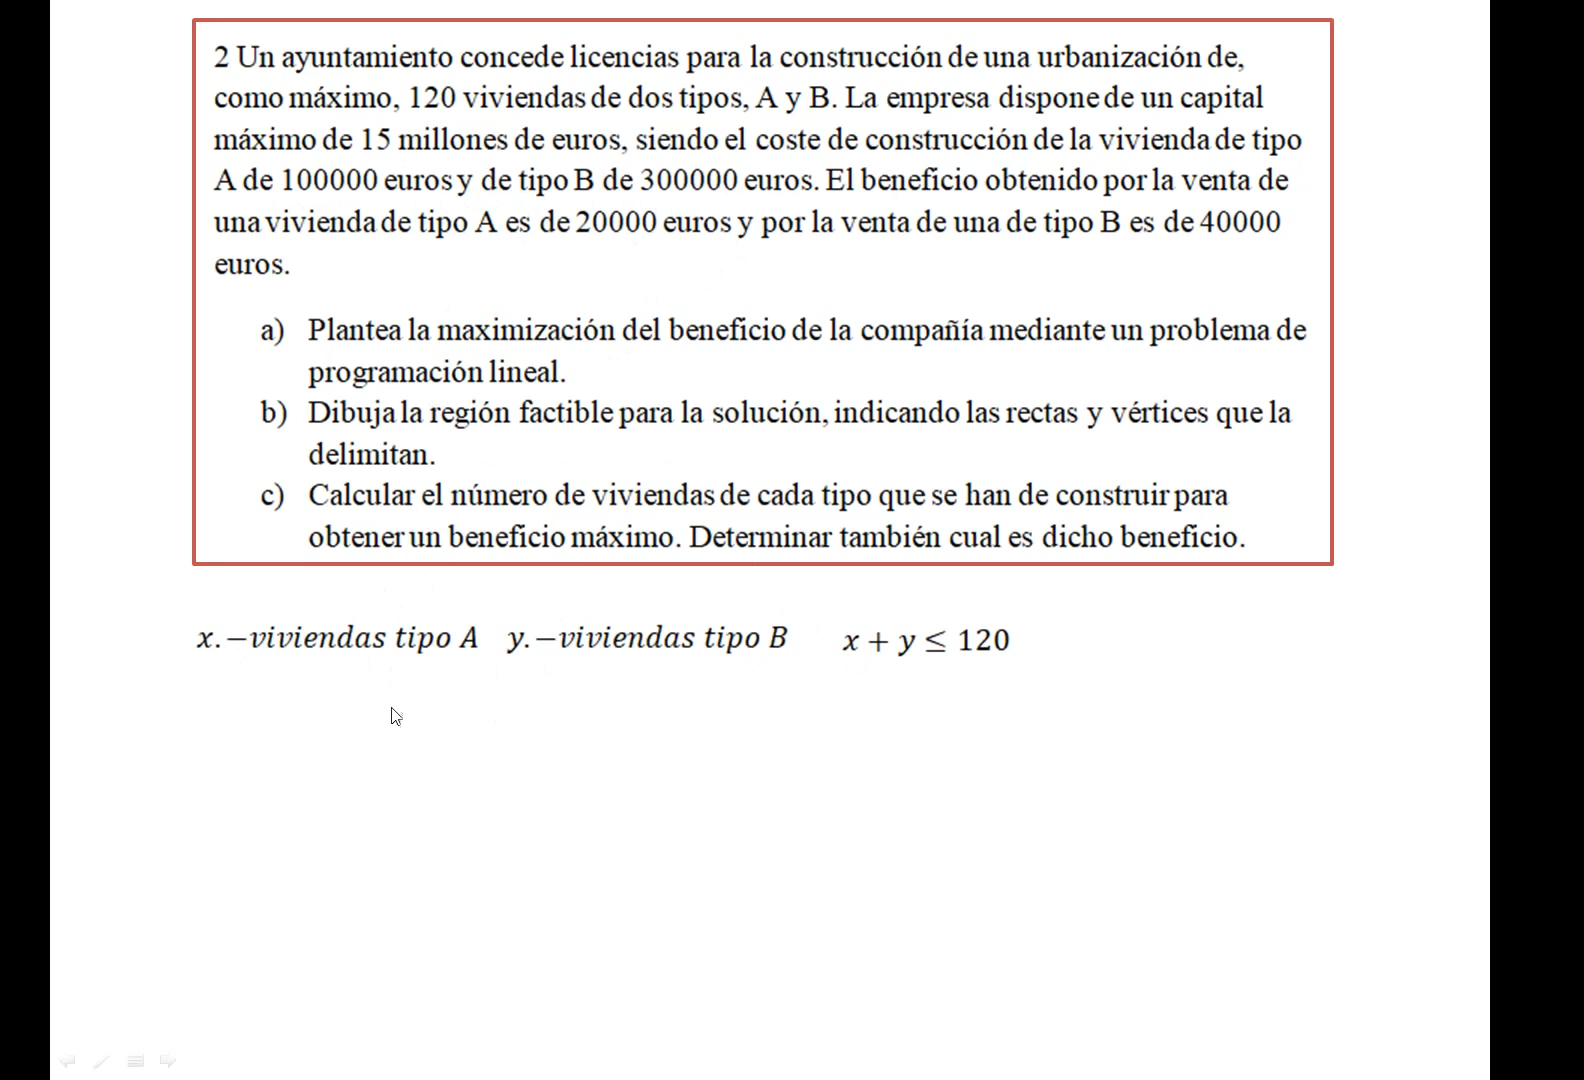 2 Un ayuntamiento concede licencias para la construcción de una urbanización de,
como máximo, 120 viviendas de dos tipos, A y B. La empresa dispone de un capital
máximo de 15 millones de euros, siendo el coste de construcción de la vivienda de tipo
A de 100000 euros y de tipo B de 300000 euros. El beneficio obtenido por la venta de
una vivienda de tipo A es de 20000 euros y por la venta de una de tipo B es de 40000
euros.
a) Plantea la maximización del beneficio de la compañía mediante un problema de
programación lineal.
b) Dibuja la región factible para la solución, indicando las rectas y vértices que la
delimitan.
c) Calcular el número de viviendas de cada tipo que se han de construir para
obtener un beneficio máximo. Determinar también cual es dicho beneficio.
x.−viviendas tipo A y.−viviendas tipo B x + y ≤ 120